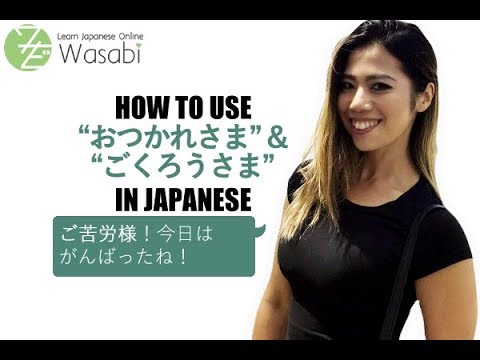 Learn Japanese Online
Wasabi
HOW TO USE
“おつかれさま” &
“ごくろうさま”
IN JAPANESE
ご苦労様！今日は
がんばったね！